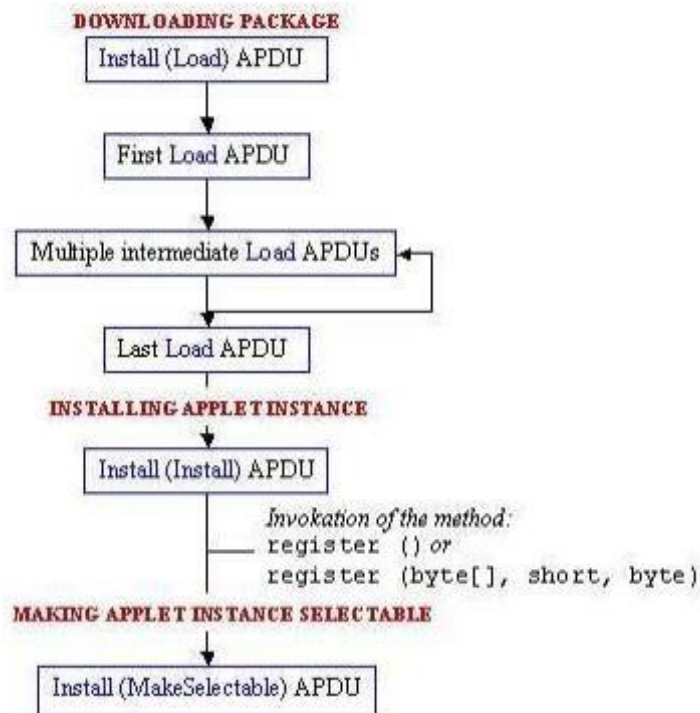 DOWNLOADING PACKAGE
Install (Load) APDU
First Load APDU
Multiple intermediate Load APDUs
Last Load APDU
INSTALLING APPLET INSTANCE
Install (Install) APDU
Invokation of the method:
register () or
register (byte[], short, byte)
MAKING APPLET INSTANCE SELECTABLE
Install (MakeSelectable) APDU